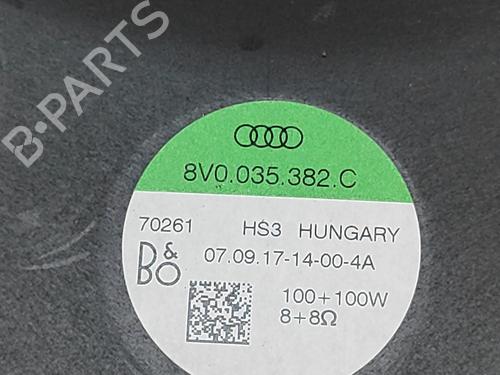 B-PARTS
8V0.035.382.C
70261 HS3 HUNGARY
B&O 07.09.17-14-00-4A
100+100W
8+8Ω